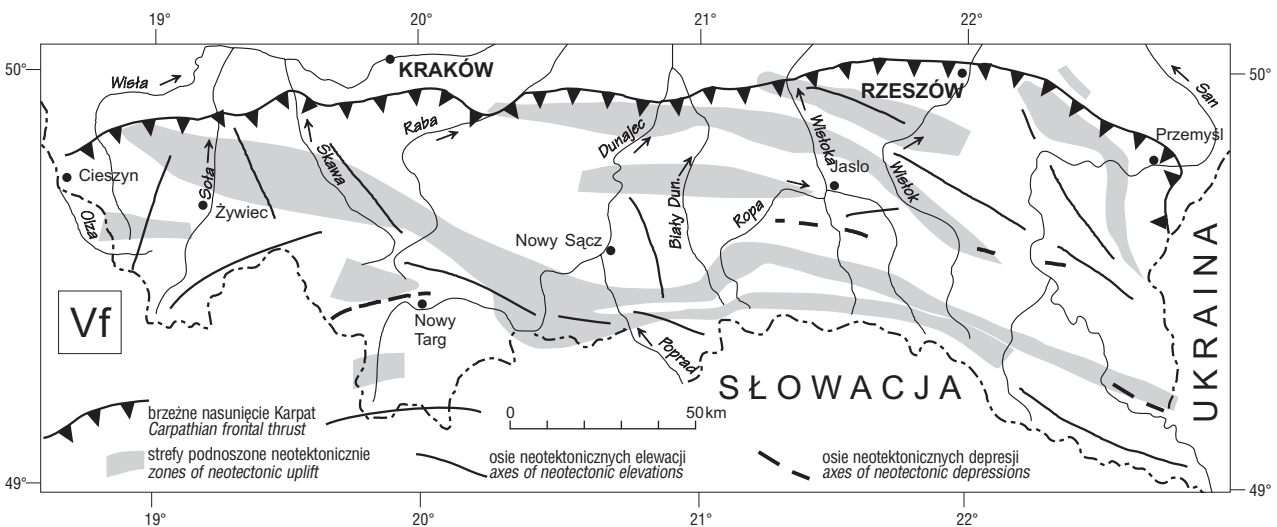 19°
20°
21°
22°
50°
50°
Wisła
KRAKÓW
RZESZÓW
San
Raba
Dunajec
Wisłoka
Przemyśl
Skawa
Cieszyn
Soła
Jaslo
Wisłok
Biały Dun.
Żywiec
Olza
Ropa
Nowy Sącz
UKRAINA
Vf
Nowy
Targ
Poprad
SŁOWACJA
brzeżne nasunięcie Karpat
Carpathian frontal thrust
0
50 km
strefy podnoszone neotektonicznie
zones of neotectonic uplift
osie neotektonicznych elewacji
axes of neotectonic elevations
osie neotektonicznych depresji
axes of neotectonic depressions
49°
49°
19°
20°
21°
22°